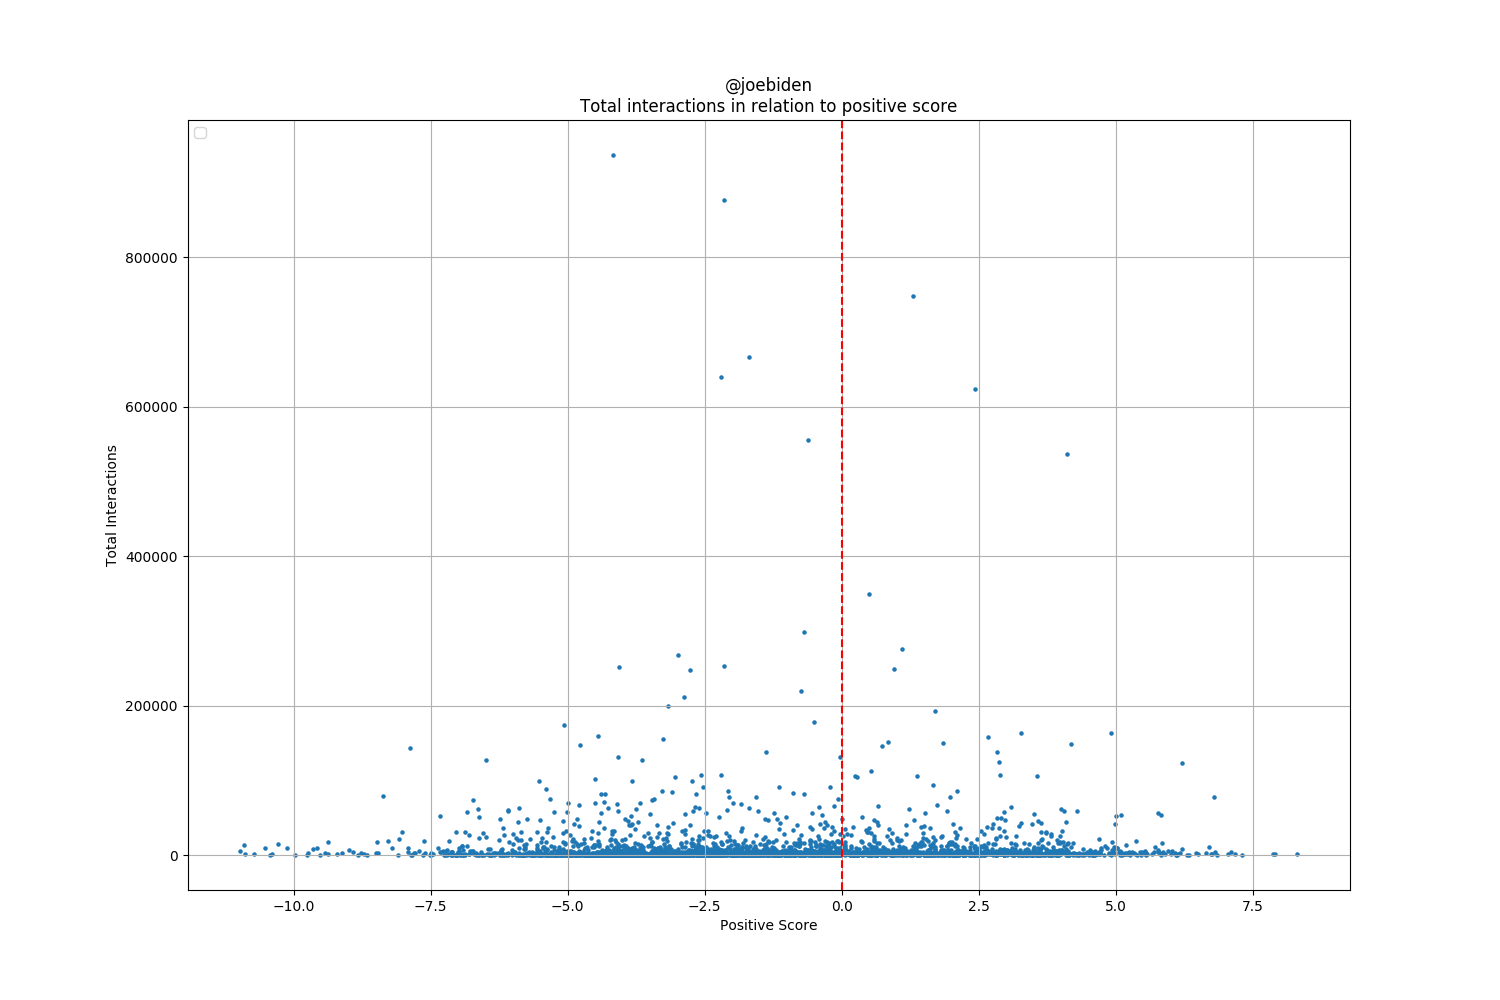 @joebiden
Total interactions in relation to positive score
800000
600000
400000
200000
0
Total Interactions
−10.0 −7.5 −5.0 −2.5 0.0 2.5 5.0 7.5
Positive Score